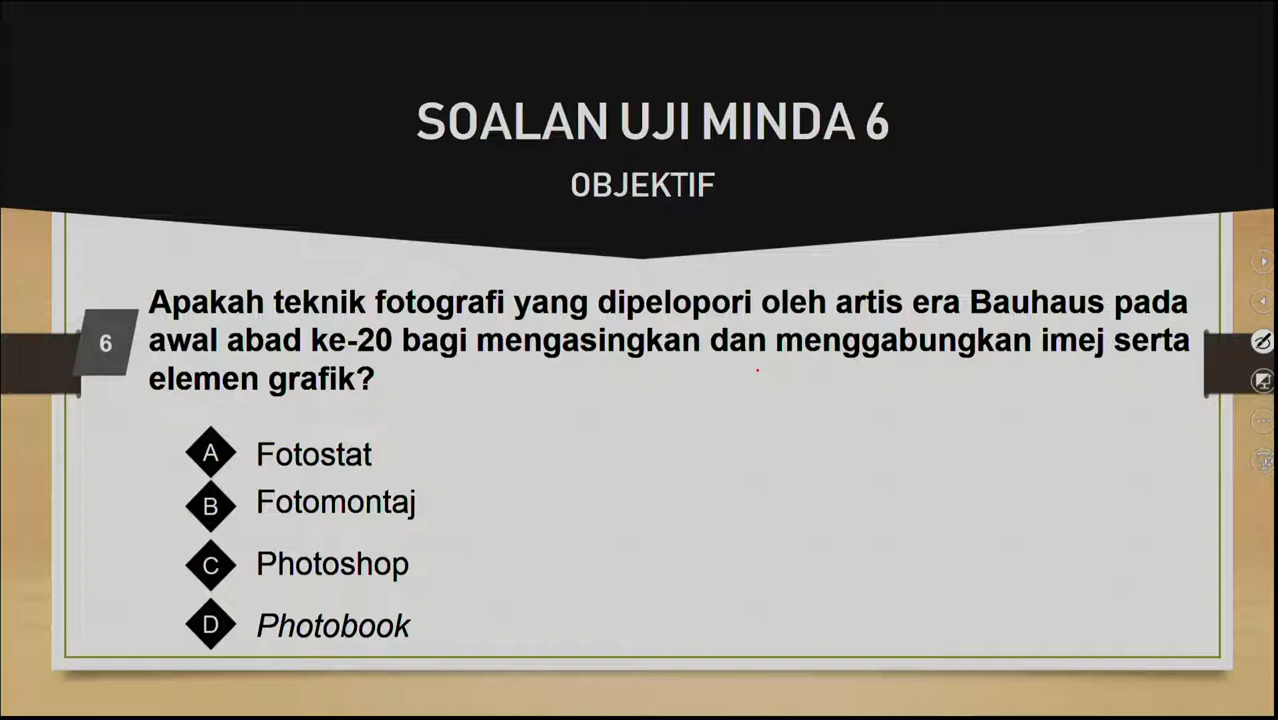 SOALAN UJI MINDA 6
OBJEKTIF
6
Apakah teknik fotografi yang dipelopori oleh artis era Bauhaus pada
awal abad ke-20 bagi mengasingkan dan menggabungkan imej serta
elemen grafik?
A Fotostat
B Fotomontaj
C Photoshop
D Photobook